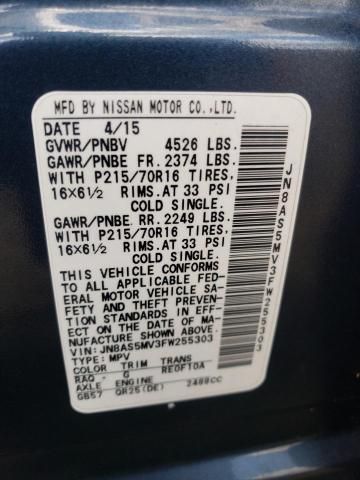 MFD BY NISSAN MOTOR CO.,LTD.
DATE 4/15
GVWR/PNBV 4526 LBS.
GAWR/PNBE FR. 2374 LBS.
WITH P215/70R16 TIRES,
16X6½ RIMS.AT 33 PSI
COLD SINGLE.
GAWR/PNBE RR. 2249 LBS.
WITH P215/70R16 TIRES,
16X6½ RIMS.AT 33 PSI
COLD SINGLE.
THIS VEHICLE CONFORMS
TO ALL APPLICABLE FED-
ERAL MOTOR VEHICLE SA-
FETY AND THEFT PREVENT-
ION STANDARDS IN EFF-
ECT ON THE DATE OF MA-
NUFACTURE SHOWN ABOVE.
VIN:JN8AS5MV3FW255303
TYPE: MPV
COLOR TRIM TRANS
RAQ G RE0F10A
AXLE ENGINE
GB57 QR25(DE) 2488CC
JN8AS5MV3FW255303